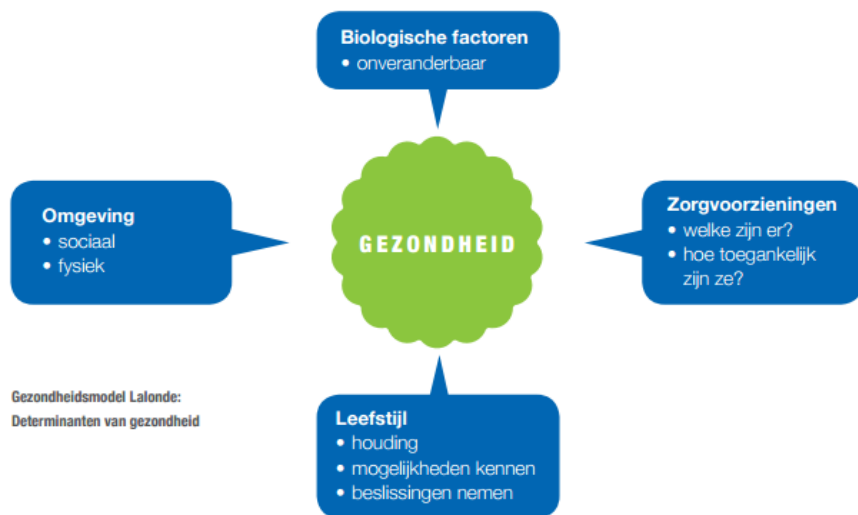 Biologische factoren
• onveranderbaar
Omgeving
• sociaal
• fysiek
GEZONDHEID
Zorgvoorzieningen
• welke zijn er?
• hoe toegankelijk
zijn ze?
Gezondheidsmodel Lalonde:
Determinanten van gezondheid
Leefstijl
• houding
• mogelijkheden kennen
• beslissingen nemen